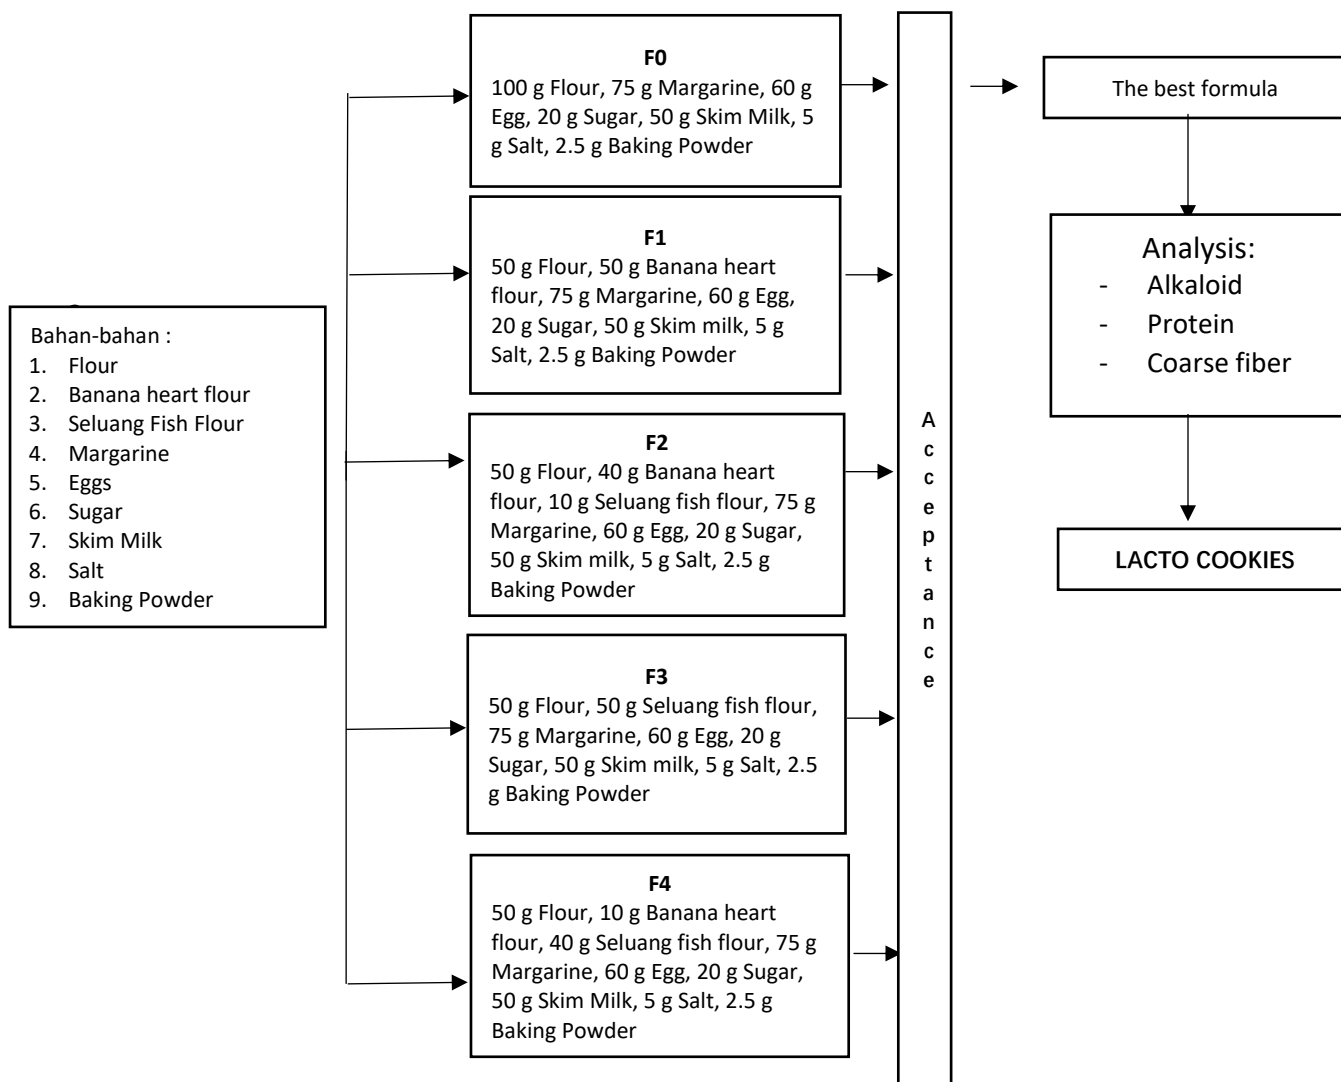 Bahan-bahan :
1. Flour
2. Banana heart flour
3. Seluang Fish Flour
4. Margarine
5. Eggs
6. Sugar
7. Skim Milk
8. Salt
9. Baking Powder
F0
100 g Flour, 75 g Margarine, 60 g
Egg, 20 g Sugar, 50 g Skim Milk, 5
g Salt, 2.5 g Baking Powder
F1
50 g Flour, 50 g Banana heart
flour, 75 g Margarine, 60 g Egg,
20 g Sugar, 50 g Skim milk, 5 g
Salt, 2.5 g Baking Powder
F2
50 g Flour, 40 g Banana heart
flour, 10 g Seluang fish flour, 75 g
Margarine, 60 g Egg, 20 g Sugar,
50 g Skim milk, 5 g Salt, 2.5 g
Baking Powder
F3
50 g Flour, 50 g Seluang fish flour,
75 g Margarine, 60 g Egg, 20 g
Sugar, 50 g Skim milk, 5 g Salt, 2.5
g Baking Powder
F4
50 g Flour, 10 g Banana heart
flour, 40 g Seluang fish flour, 75 g
Margarine, 60 g Egg, 20 g Sugar,
50 g Skim Milk, 5 g Salt, 2.5 g
Baking Powder
Acceptance
The best formula
Analysis:
- Alkaloid
- Protein
- Coarse fiber
LACTO COOKIES